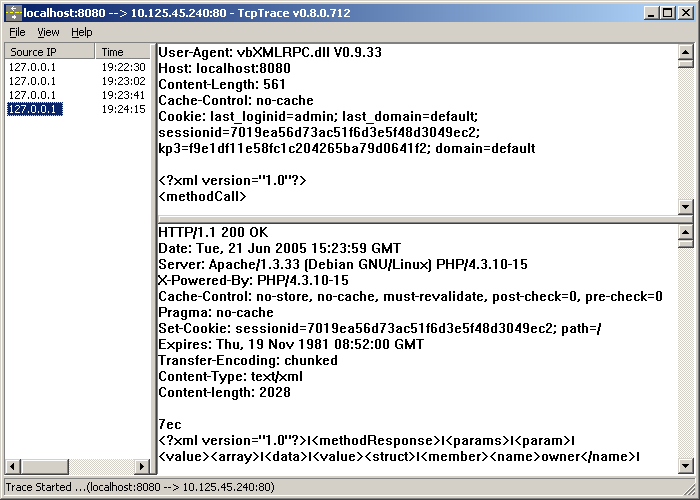 localhost:8080 --> 10.125.45.240:80 - TcpTrace v0.8.0.712
File View Help
Source IP Time
127.0.0.1 19:22:30
127.0.0.1 19:23:02
127.0.0.1 19:23:41
127.0.0.1 19:24:15
User-Agent: vbXMLRPC.dll V0.9.33
Host: localhost:8080
Content-Length: 561
Cache-Control: no-cache
Cookie: last_loginid=admin; last_domain=default;
sessionid=7019ea56d73ac51f6d3e5f48d3049ec2;
kp3=f9e1df11e58fc1c204265ba79d0641f2; domain=default
<?xml version="1.0"?>
<methodCall>
HTTP/1.1 200 OK
Date: Tue, 21 Jun 2005 15:23:59 GMT
Server: Apache/1.3.33 (Debian GNU/Linux) PHP/4.3.10-15
X-Powered-By: PHP/4.3.10-15
Cache-Control: no-store, no-cache, must-revalidate, post-check=0, pre-check=0
Pragma: no-cache
Set-Cookie: sessionid=7019ea56d73ac51f6d3e5f48d3049ec2; path=/
Expires: Thu, 19 Nov 1981 08:52:00 GMT
Transfer-Encoding: chunked
Content-Type: text/xml
Content-length: 2028
7ec
<?xml version="1.0"?>I<methodResponse>I<params>I<param>I
<value><array>I<data>I<value><struct>I<member><name>owner</name>I
Trace Started ...(localhost:8080 --> 10.125.45.240:80)